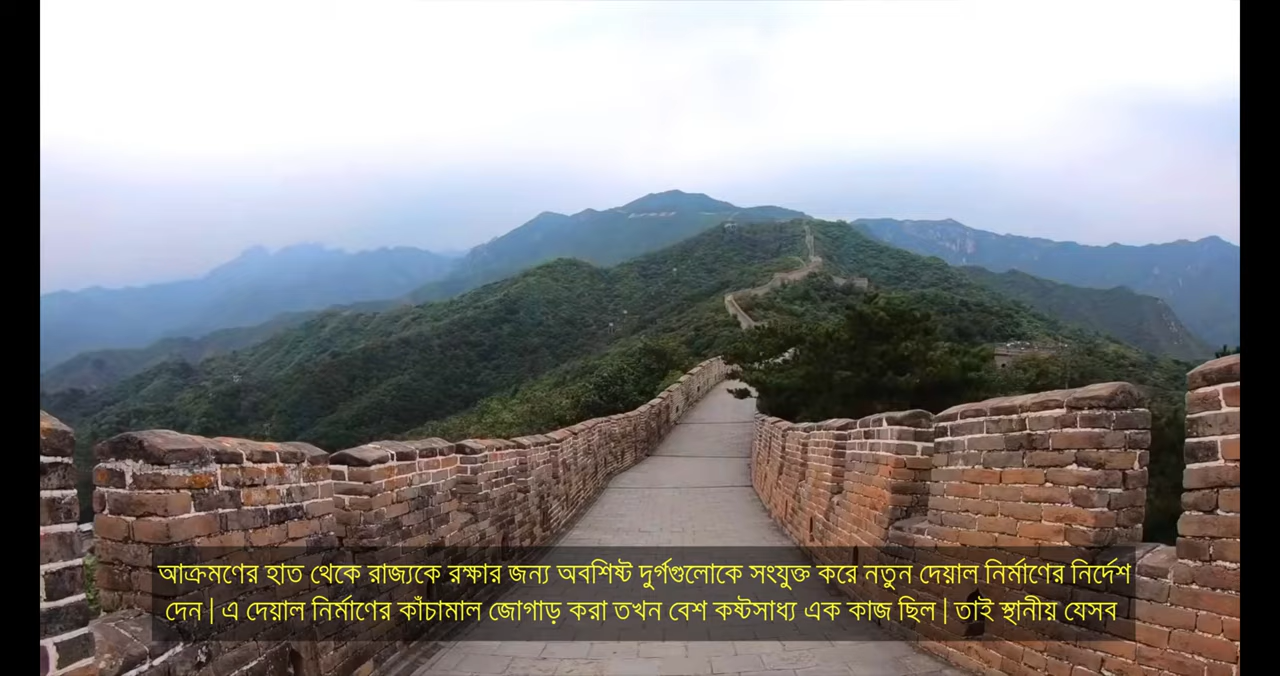 আক্রমণের হাত থেকে রাজ্যকে রক্ষার জন্য অবশিষ্ট দুর্গগুলোকে সংযুক্ত করে নতুন দেয়াল নির্মাণের নির্দেশ
দেন | এ দেয়াল নির্মাণের কাঁচামাল জোগাড় করা তখন বেশ কষ্টসাধ্য এক কাজ ছিল | তাই স্থানীয় যেসব